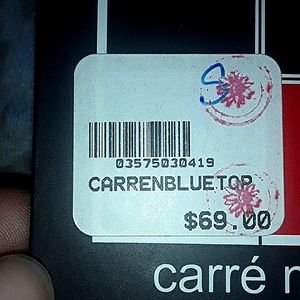 S
03575030419
CARRENBLUETOP
$69.00
carré n